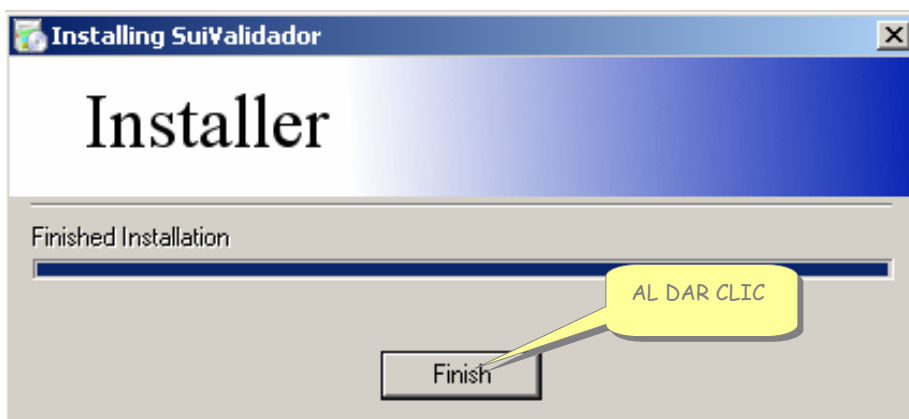 Installing SuiValidador
Installer
Finished Installation
AL DAR CLIC
Finish